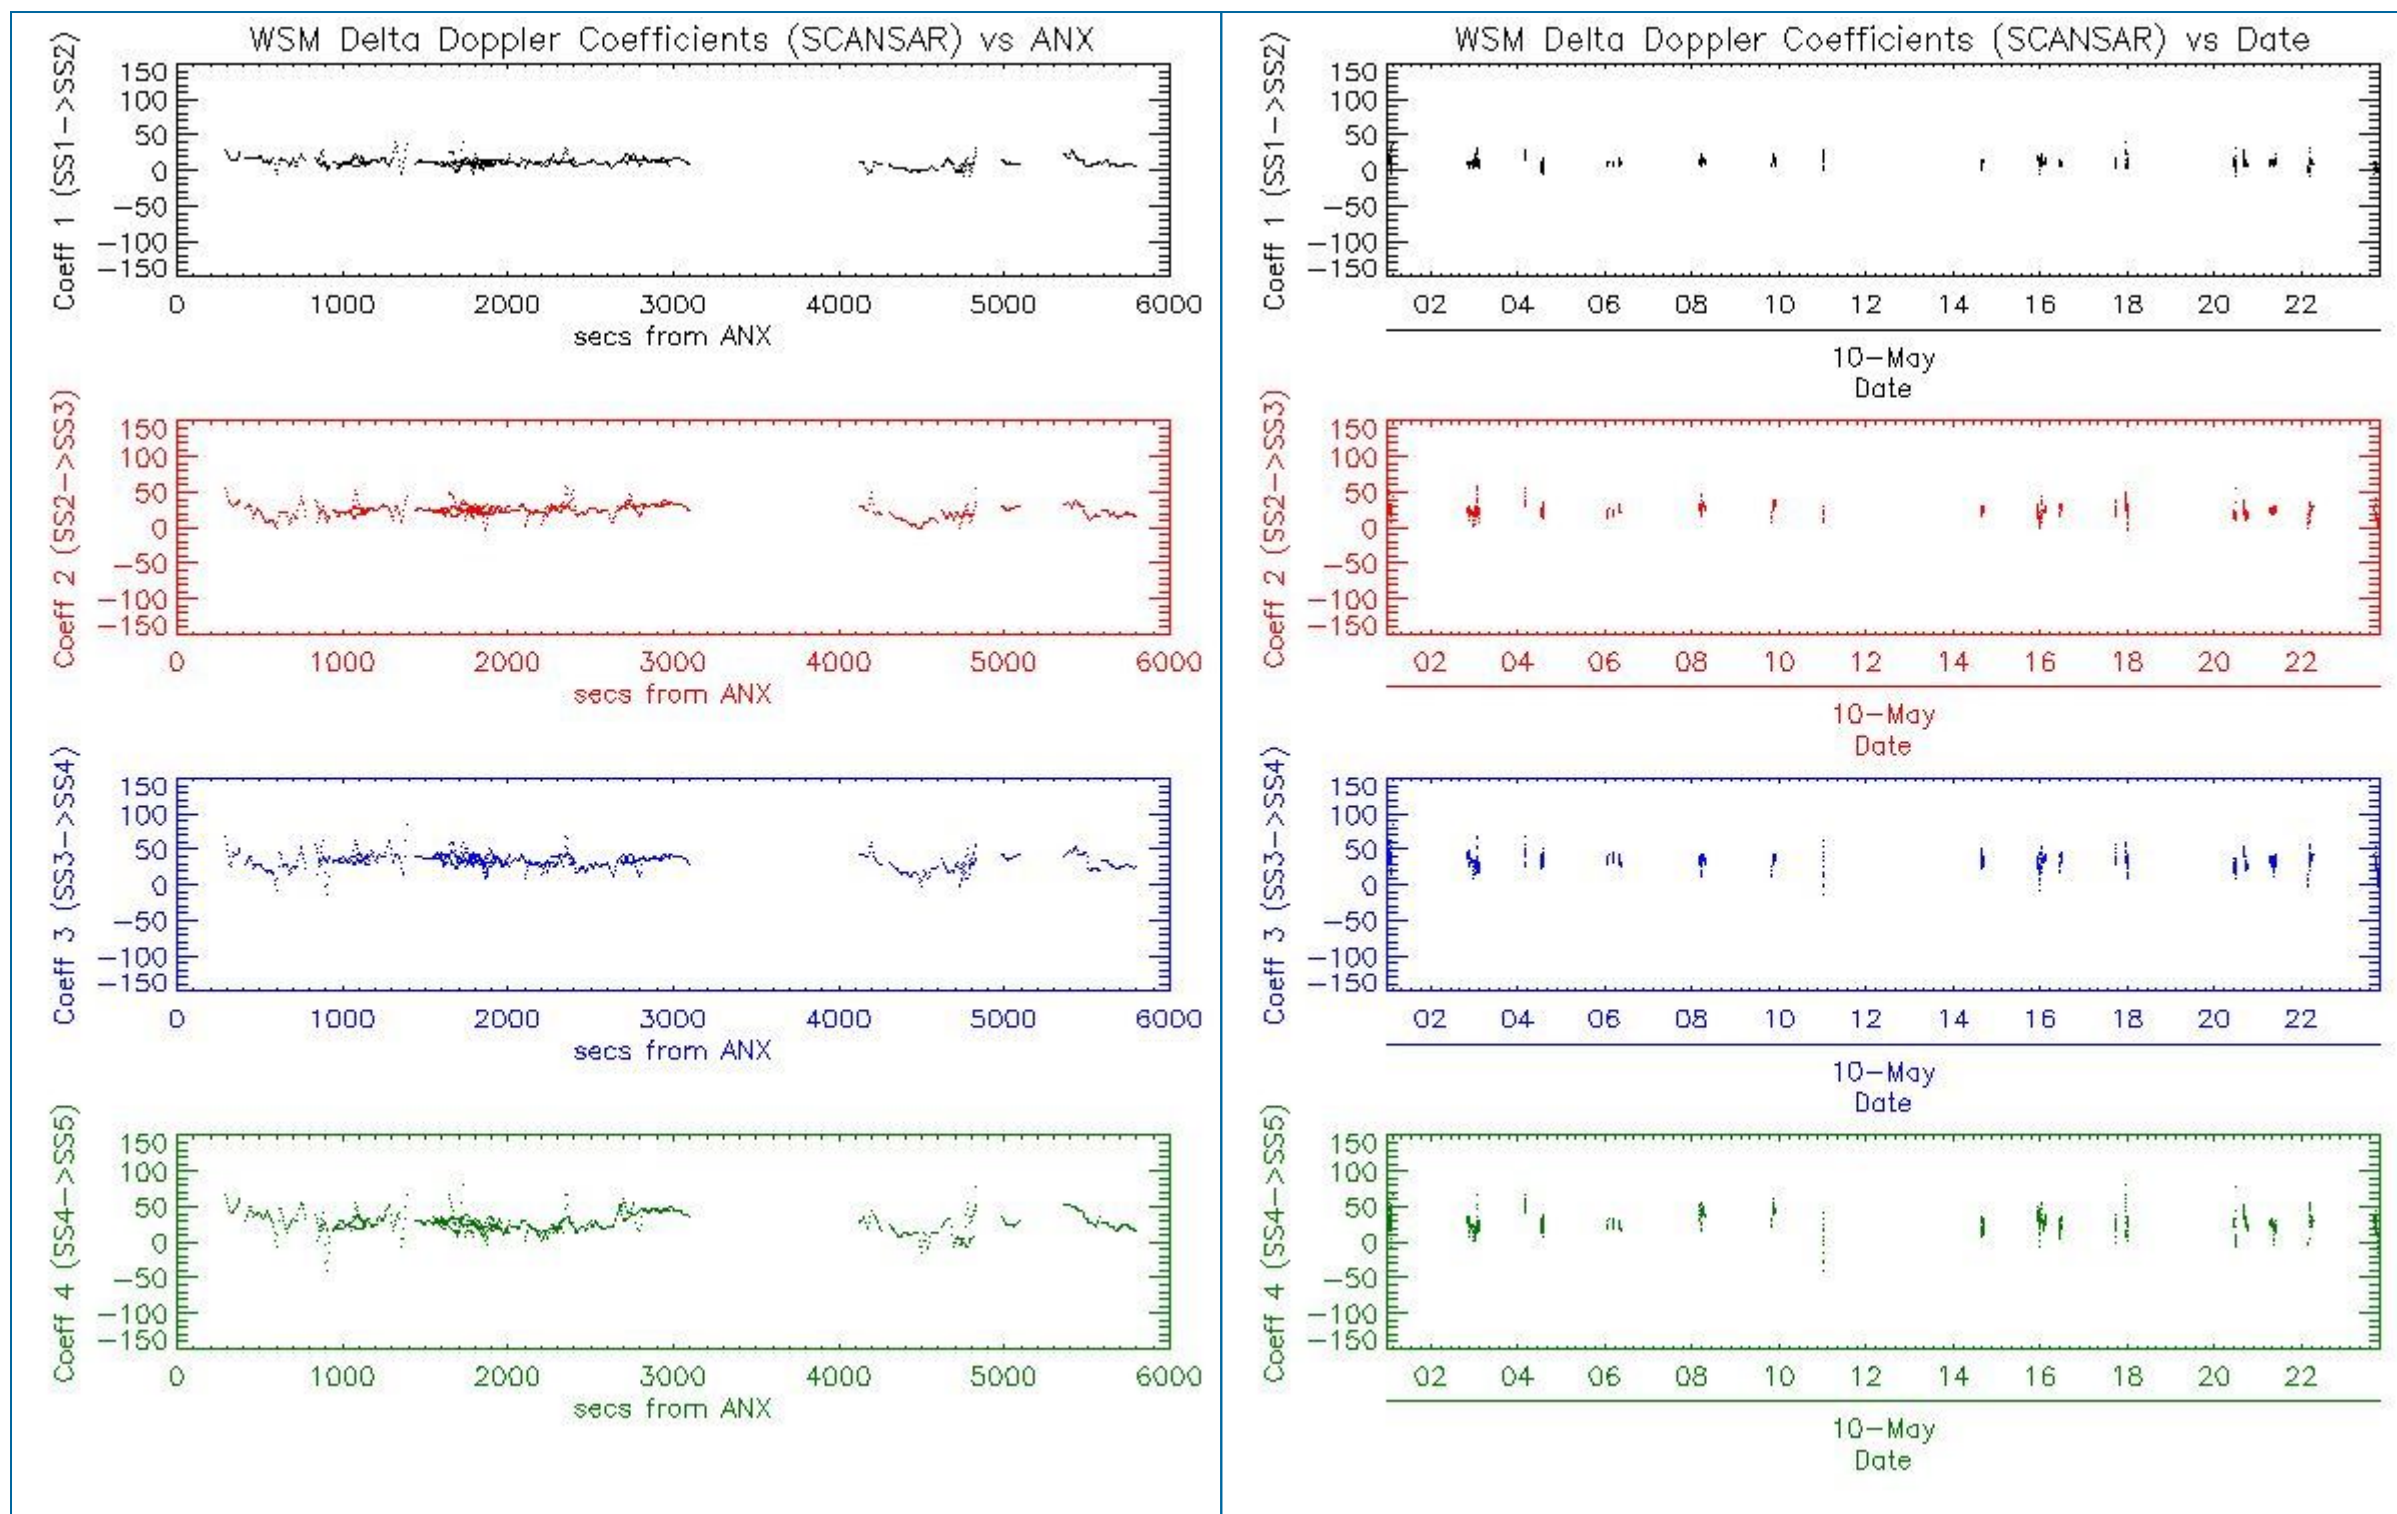 WSM Delta Doppler Coefficients (SCANSAR) vs ANX
Coeff 1 (SS1->SS2)
150
100
50
0
-50
-100
-150
0 1000 2000 3000 4000 5000 6000
secs from ANX
Coeff 2 (SS2->SS3)
150
100
50
0
-50
-100
-150
0 1000 2000 3000 4000 5000 6000
secs from ANX
Coeff 3 (SS3->SS4)
150
100
50
0
-50
-100
-150
0 1000 2000 3000 4000 5000 6000
secs from ANX
Coeff 4 (SS4->SS5)
150
100
50
0
-50
-100
-150
0 1000 2000 3000 4000 5000 6000
secs from ANX
WSM Delta Doppler Coefficients (SCANSAR) vs Date
Coeff 1 (SS1->SS2)
150
100
50
0
-50
-100
-150
02 04 06 08 10 12 14 16 18 20 22
10-May
Date
Coeff 2 (SS2->SS3)
150
100
50
0
-50
-100
-150
02 04 06 08 10 12 14 16 18 20 22
10-May
Date
Coeff 3 (SS3->SS4)
150
100
50
0
-50
-100
-150
02 04 06 08 10 12 14 16 18 20 22
10-May
Date
Coeff 4 (SS4->SS5)
150
100
50
0
-50
-100
-150
02 04 06 08 10 12 14 16 18 20 22
10-May
Date